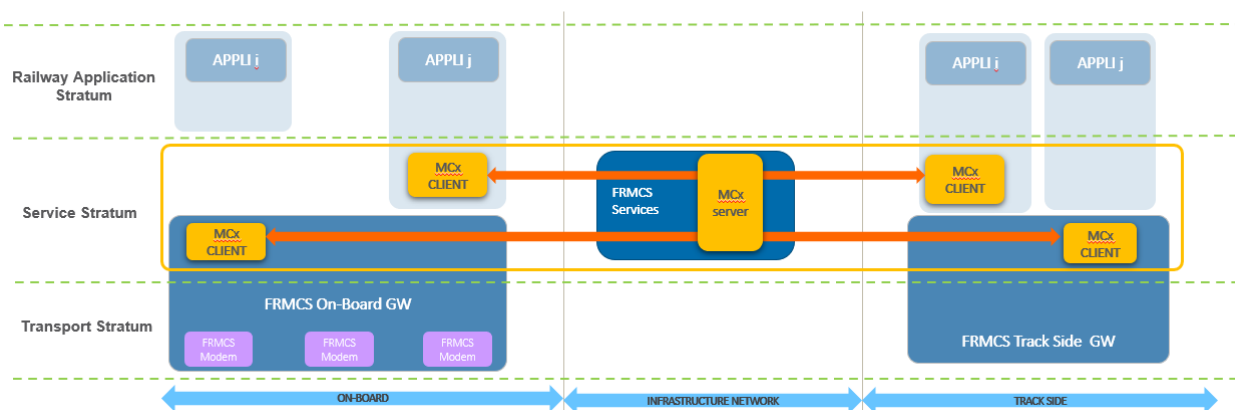 Railway Application
Stratum
APPLI i
APPLI j
APPLI i
APPLI j
Service Stratum
MCx
CLIENT
FRMCS
Services
MCx
server
MCx
CLIENT
MCx
CLIENT
MCx
CLIENT
Transport Stratum
FRMCS On-Board GW
FRMCS
Modem
FRMCS
Modem
FRMCS
Modem
FRMCS Track Side GW
ON-BOARD
INFRASTRUCTURE NETWORK
TRACK SIDE